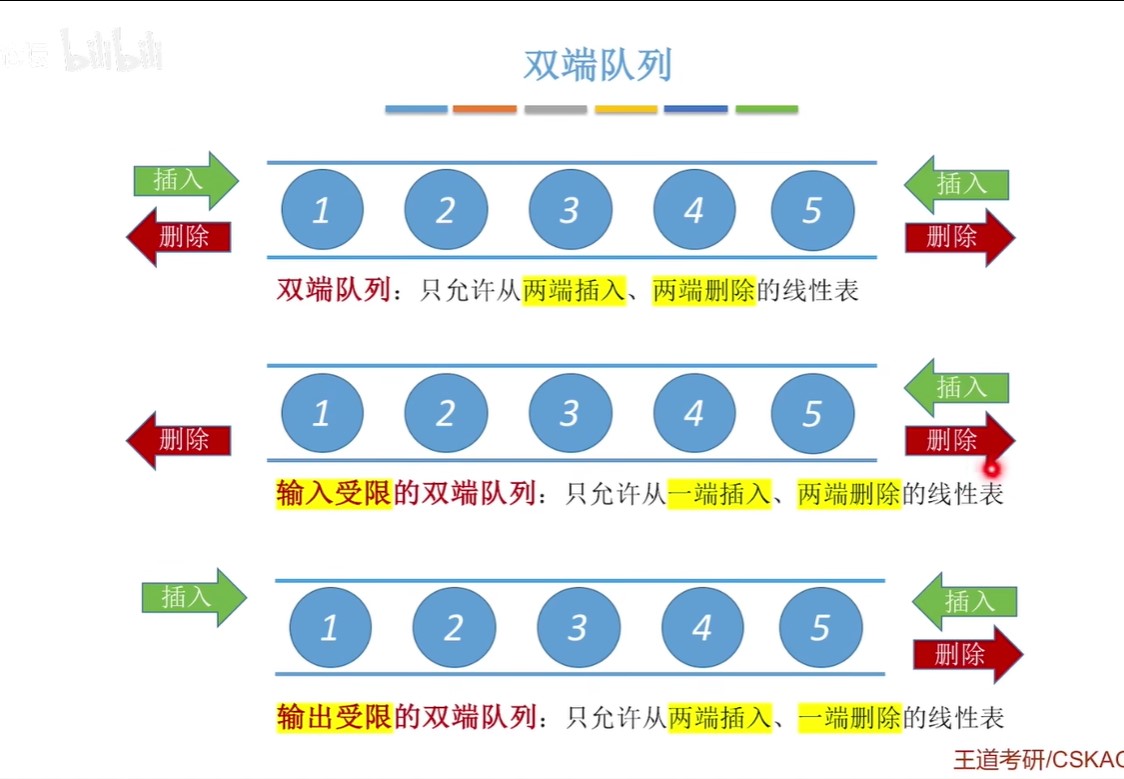 bilibili
双端队列
插入 1 2 3 4 5 插入
删除 删除
双端队列：只允许从两端插入、两端删除的线性表
1 2 3 4 5 插入
删除 删除
输入受限的双端队列：只允许从一端插入、两端删除的线性表
插入 1 2 3 4 5 插入
删除
输出受限的双端队列：只允许从两端插入、一端删除的线性表
王道考研/CSKAO